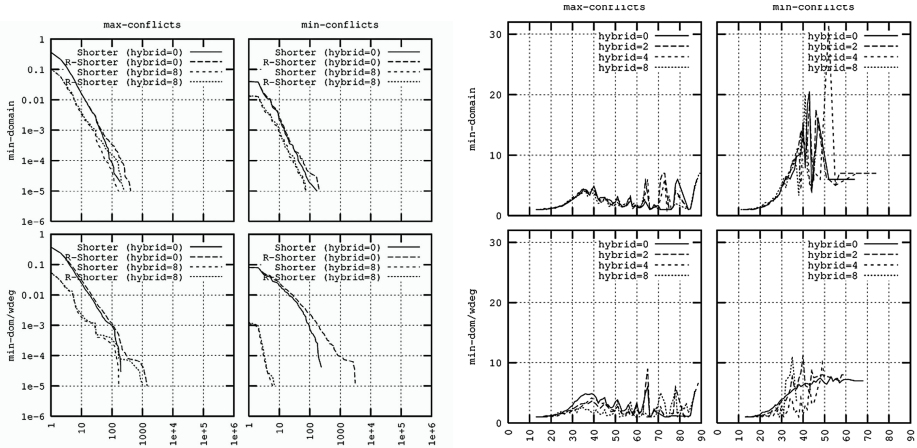 max-conflicts
min-conflicts
min-domain
1
0.1
0.01
1e-3
1e-4
1e-5
1e-6
Shorter (hybrid=0)
R-Shorter (hybrid=0)
Shorter (hybrid=8)
R-Shorter (hybrid=8)
Shorter (hybrid=0)
R-Shorter (hybrid=0)
Shorter (hybrid=8)
R-Shorter (hybrid=8)
min-dom/wdeg
1
0.1
0.01
1e-3
1e-4
1e-5
1e-6
Shorter (hybrid=0)
R-Shorter (hybrid=0)
Shorter (hybrid=8)
R-Shorter (hybrid=8)
Shorter (hybrid=0)
R-Shorter (hybrid=0)
Shorter (hybrid=8)
R-Shorter (hybrid=8)
1 10 100 1000 1e+4 1e+5 1e+6
1 10 100 1000 1e+4 1e+5 1e+6
max-conflicts
min-conflicts
min-domain
30
20
10
0
hybrid=0
hybrid=2
hybrid=4
hybrid=8
hybrid=0
hybrid=2
hybrid=4
hybrid=8
min-dom/wdeg
30
20
10
0
hybrid=0
hybrid=2
hybrid=4
hybrid=8
hybrid=0
hybrid=2
hybrid=4
hybrid=8
0 10 20 30 40 50 60 70 80 90
0 10 20 30 40 50 60 70 80 90